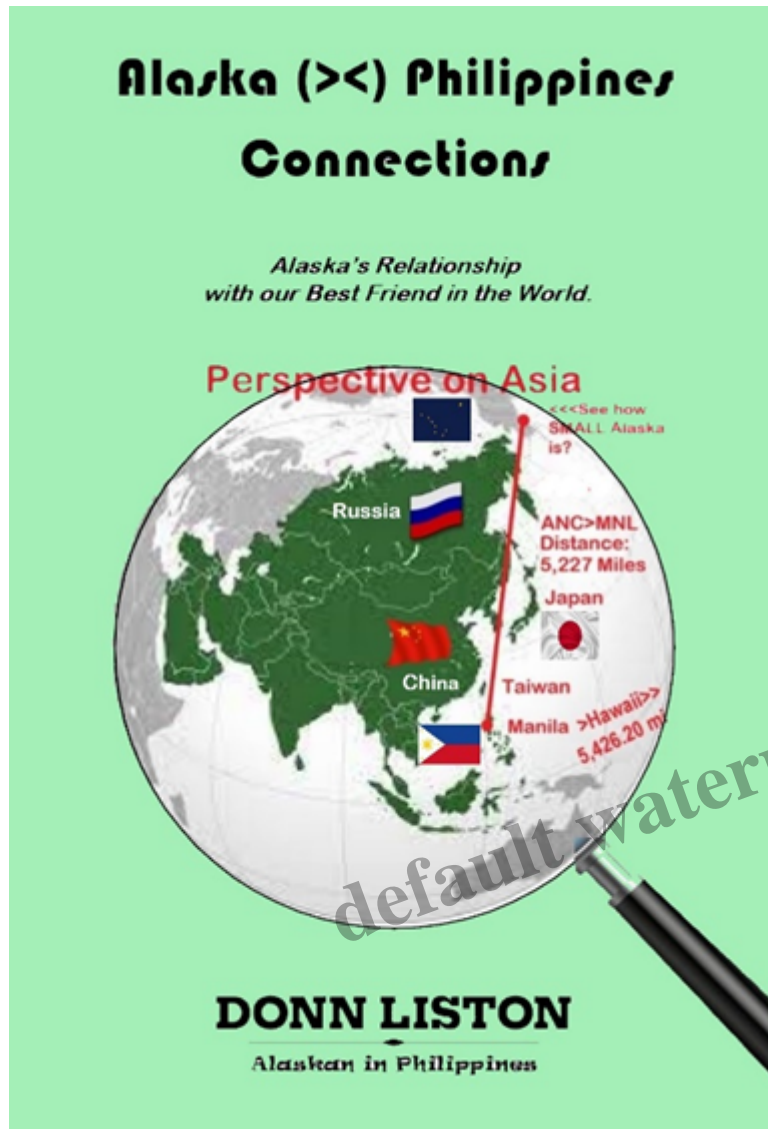 Alaska (><) Philippines
Connections
Alaska's Relationship
with our Best Friend in the World.
Perspective on Asia
<<<See how
SMALL Alaska
is?
Russia
ANC>MNL
Distance:
5,227 Miles
Japan
China
Taiwan
Manila >Hawaii>>
5,426.20 mi
default water
DONN LISTON
Alaskan in Philippines